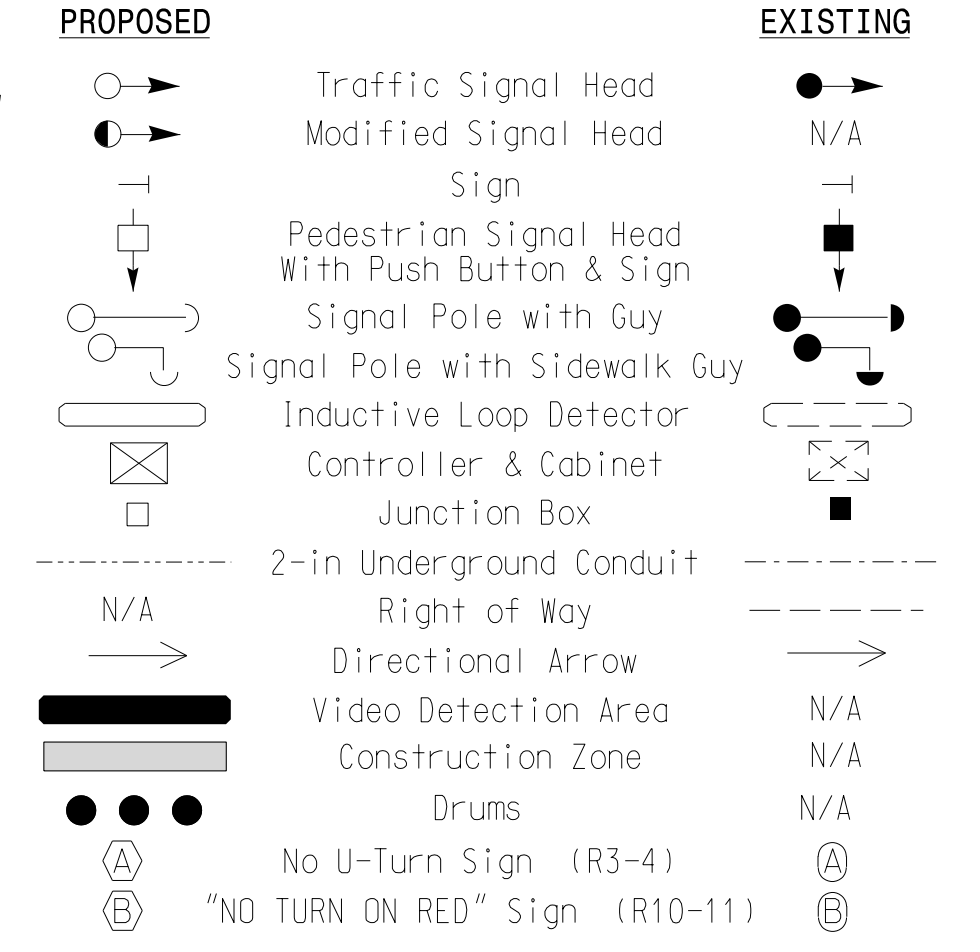 PROPOSED EXISTING
Traffic Signal Head
Modified Signal Head N/A
Sign
Pedestrian Signal Head
With Push Button & Sign
Signal Pole with Guy
Signal Pole with Sidewalk Guy
Inductive Loop Detector
Controller & Cabinet
Junction Box
2-in Underground Conduit
N/A Right of Way
Directional Arrow
Video Detection Area N/A
Construction Zone N/A
Drums N/A
A No U-Turn Sign (R3-4) A
B "NO TURN ON RED" Sign (R10-11) B